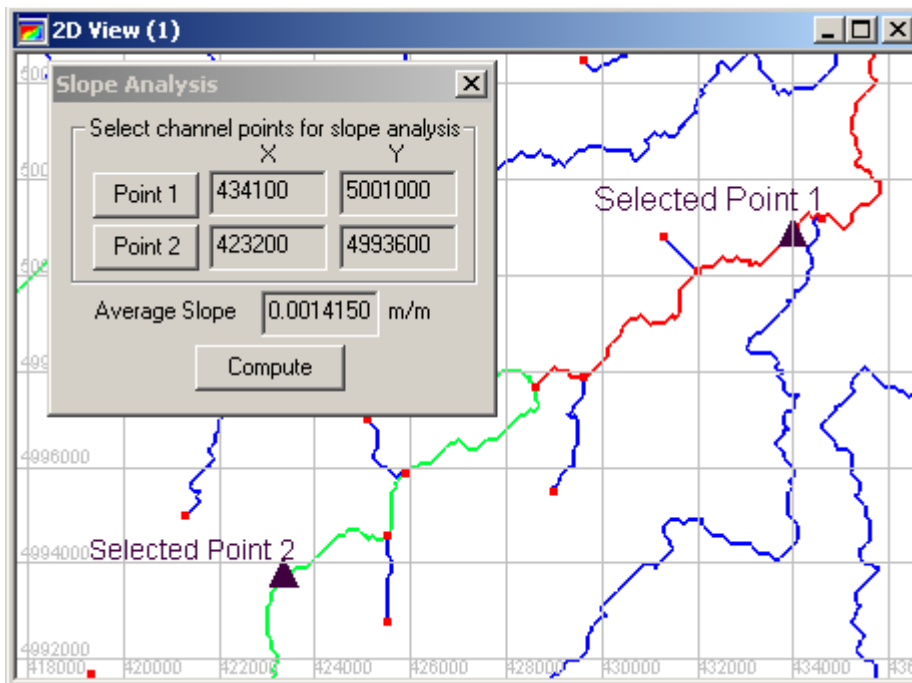 2D View (1)
Slope Analysis
Select channel points for slope analysis
X Y
Point 1 434100 5001000
Point 2 423200 4993600
Average Slope 0.0014150 m/m
Compute
Selected Point 1
4996000
Selected Point 2
4994000
4992000
418000 420000 422000 424000 426000 428000 430000 432000 434000